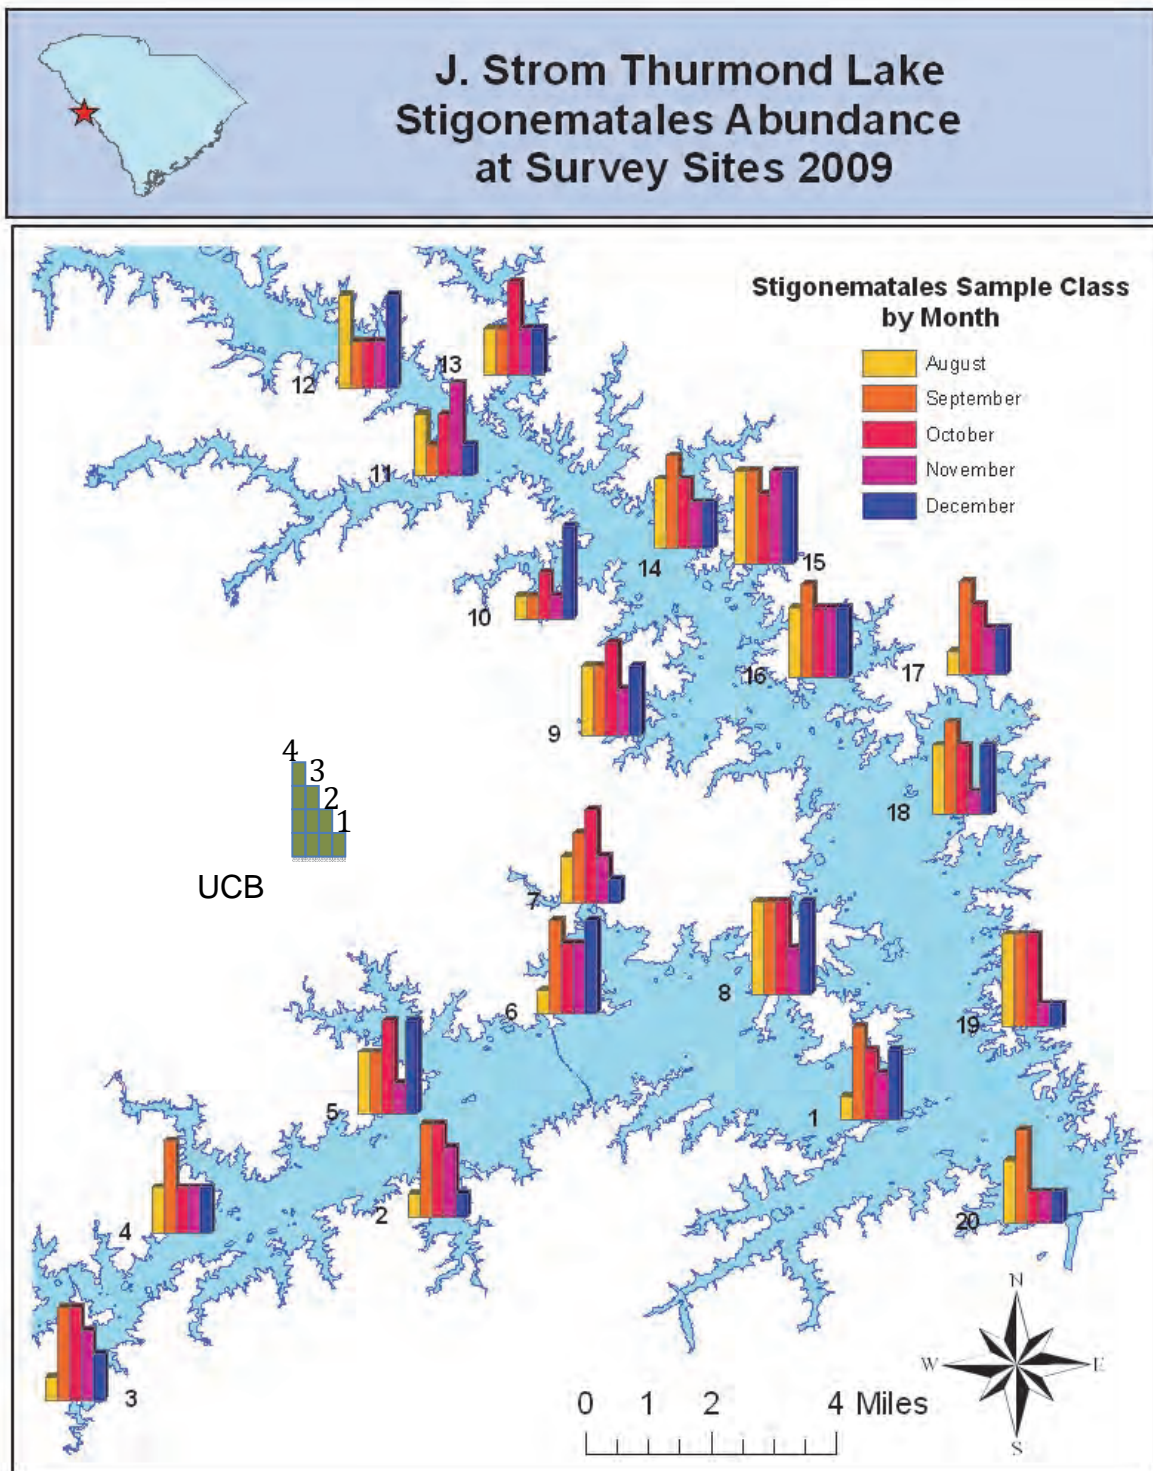 J. Strom Thurmond Lake
Stigonematales Abundance
at Survey Sites 2009
Stigonematales Sample Class
by Month
August
September
October
November
December
12
13
11
14
15
10
16
17
9
18
4
3
2
1
UCB
7
8
6
19
5
1
2
20
4
3
N
W
E
S
0 1 2 4 Miles